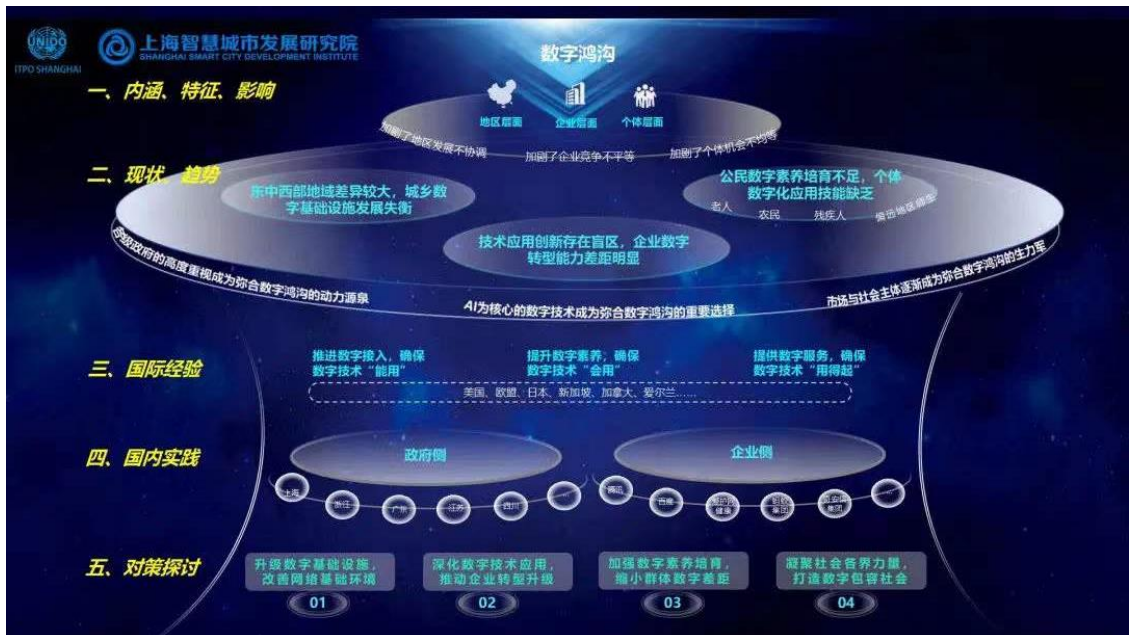 UNIDO
ITPO SHANGHAI
上海智慧城市发展研究院
SHANGHAI SMART CITY DEVELOPMENT INSTITUTE
数字鸿沟
一、内涵、特征、影响
地区层面
企业层面
个体层面
加剧了地区发展不协调
加剧了企业竞争不平等
加剧了个体机会不均等
二、现状、趋势
东中西部地域差异较大，城乡数
字基础设施发展失衡
公民数字素养培育不足，个体
数字化应用技能缺乏
老人
农民
残疾人
技术应用创新存在盲区，企业数字
转型能力差距明显
各级政府的高度重视成为弥合数字鸿沟的动力源泉
AI为核心的数字技术成为弥合数字鸿沟的重要选择
市场与社会主体逐渐成为弥合数字鸿沟的生力军
三、国际经验
推进数字接入，确保
数字技术“能用”
提升数字素养，确保
数字技术“会用”
提供数字服务，确保
数字技术“用得起”
美国、欧盟、日本、新加坡、加拿大、爱尔兰……
四、国内实践
政府侧
企业侧
上海
浙江
广东
江苏
四川
腾讯
百度
健康
集团
集团
五、对策探讨
升级数字基础设施，
改善网络基础环境
01
深化数字技术应用，
推动企业转型升级
02
加强数字素养培育，
缩小群体数字差距
03
凝聚社会各界力量，
打造数字包容社会
04